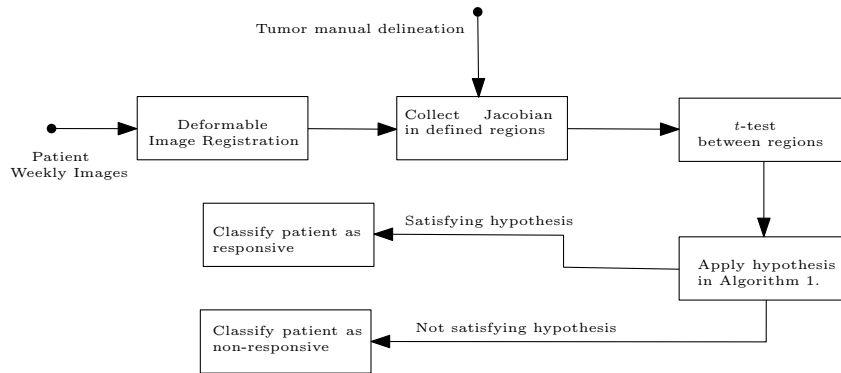 Tumor manual delineation
Deformable
Image Registration
Collect Jacobian
in defined regions
t-test
between regions
Patient
Weekly Images
Classify patient as
responsive
Satisfying hypothesis
Apply hypothesis
in Algorithm 1.
Classify patient as
non-responsive
Not satisfying hypothesis